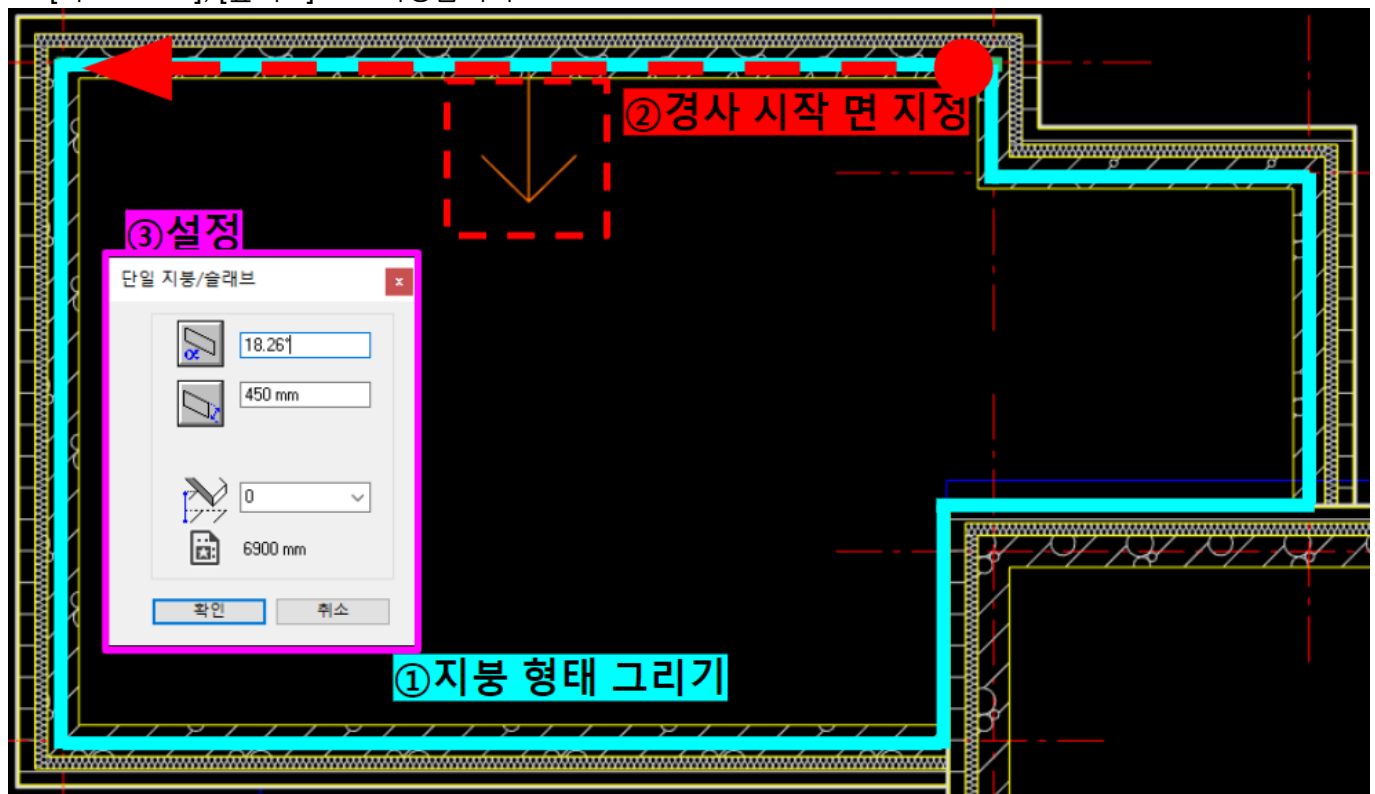 ②경사 시작 면 지정
③설정
단일 지붕/슬래브
x
α
18.26°
450 mm
0
6900 mm
확인
취소
①지붕 형태 그리기